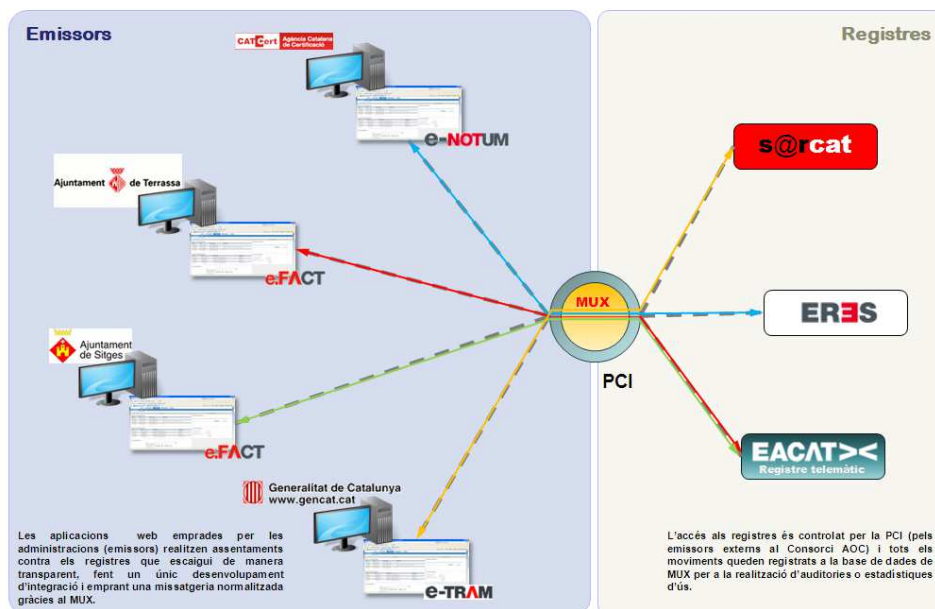 Emissors
Registres
CATCert Agència Catalana de Certificació
e-NOTUM
s@rcat
Ajuntament de Terrassa
e.FACT
MUX
ERES
PCI
Ajuntament de Sitges
e.FACT
EACAT
Registre telemàtic
Generalitat de Catalunya
www.gencat.cat
e-TRAM
Les aplicacions web emprades per les
administracions (emissors) realitzen assentaments
contra els registres que escaigui de manera
transparent, fent un únic desenvolupament
d'integració i emprant una missatgeria normalitzada
gràcies al MUX.
L'accés als registres és controlat per la PCI (pels
emissors externs al Consorci AOC) i tots els
moviments queden registrats a la base de dades de
MUX per a la realització d'auditories o estadístiques
d'ús.